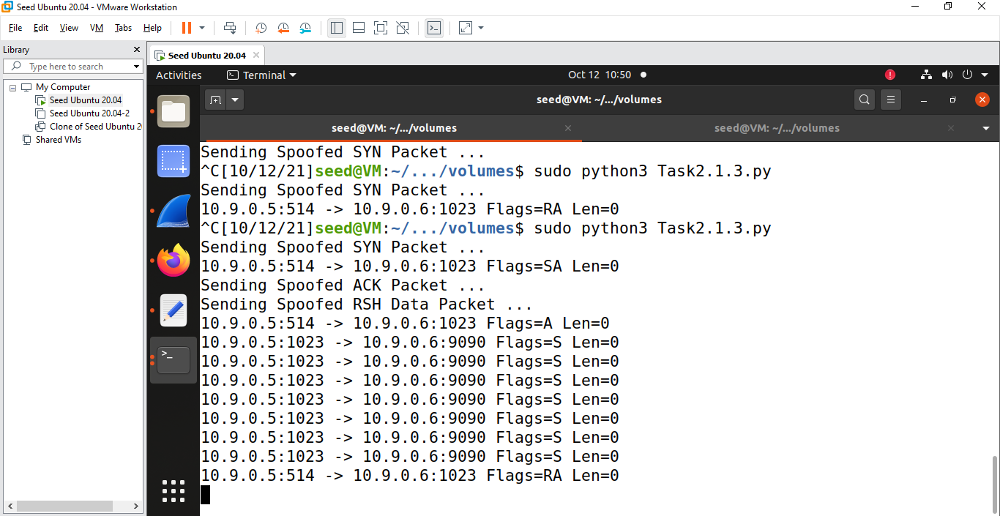 Seed Ubuntu 20.04 - VMware Workstation
File Edit View VM Tabs Help
Library
Type here to search
My Computer
Seed Ubuntu 20.04
Seed Ubuntu 20.04-2
Clone of Seed Ubuntu 2
Shared VMs
Seed Ubuntu 20.04
Activities Terminal Oct 12 10:50
seed@VM: ~/.../volumes
seed@VM: ~/.../volumes seed@VM: ~/.../volumes
Sending Spoofed SYN Packet ...
^C[10/12/21]seed@VM:~/.../volumes$ sudo python3 Task2.1.3.py
Sending Spoofed SYN Packet ...
10.9.0.5:514 -> 10.9.0.6:1023 Flags=RA Len=0
^C[10/12/21]seed@VM:~/.../volumes$ sudo python3 Task2.1.3.py
Sending Spoofed SYN Packet ...
10.9.0.5:514 -> 10.9.0.6:1023 Flags=SA Len=0
Sending Spoofed ACK Packet ...
Sending Spoofed RSH Data Packet ...
10.9.0.5:514 -> 10.9.0.6:1023 Flags=A Len=0
10.9.0.5:1023 -> 10.9.0.6:9090 Flags=S Len=0
10.9.0.5:1023 -> 10.9.0.6:9090 Flags=S Len=0
10.9.0.5:1023 -> 10.9.0.6:9090 Flags=S Len=0
10.9.0.5:1023 -> 10.9.0.6:9090 Flags=S Len=0
10.9.0.5:1023 -> 10.9.0.6:9090 Flags=S Len=0
10.9.0.5:1023 -> 10.9.0.6:9090 Flags=S Len=0
10.9.0.5:1023 -> 10.9.0.6:9090 Flags=S Len=0
10.9.0.5:514 -> 10.9.0.6:1023 Flags=RA Len=0